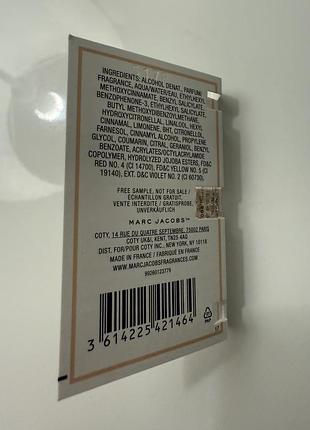 INGREDIENTS: ALCOHOL DENAT., PARFUM/
FRAGRANCE, AQUA/WATER/EAU, ETHYLHEXYL
METHOXYCINNAMATE, BENZYL SALICYLATE,
BENZOPHENONE-3, ETHYLHEXYL SALICYLATE,
BUTYL METHOXYDIBENZOYLMETHANE,
HYDROXYCITRONELLAL, LINALOOL, HEXYL
CINNAMAL, LIMONENE, BHT, CITRONELLOL,
FARNESOL, CINNAMYL ALCOHOL, PROPYLENE
GLYCOL, COUMARIN, CITRAL, GERANIOL, BENZYL
BENZOATE, ACRYLATES/OCTYLACRYLAMIDE
COPOLYMER, HYDROLYZED JOJOBA ESTERS, FD&C
RED NO. 4 (CI 14700), FD&C YELLOW NO. 5 (CI
19140), EXT. D&C VIOLET NO. 2 (CI 60730).
FREE SAMPLE, NOT FOR SALE /
ÉCHANTILLON GRATUIT,
VENTE INTERDITE / GRATISPROBE,
UNVERKÄUFLICH
MARC JACOBS™
COTY, 14 RUE DU QUATRE SEPTEMBRE, 75002 PARIS
COTY UK&I, KENT, TN25 4AQ
DIST. FOR/POUR COTY INC., NEW YORK, NY 10118
MADE IN FRANCE / FABRIQUÉ EN FRANCE
WWW.MARCJACOBSFRAGRANCES.COM
99280123779
3 614225 421464
PAP